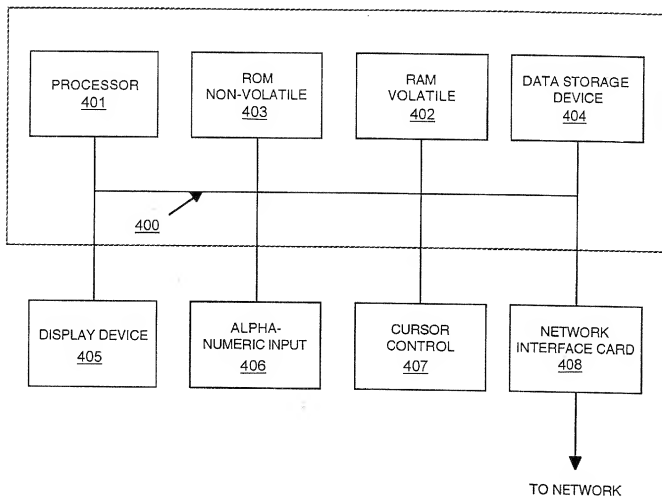 PROCESSOR
401
ROM
NON-VOLATILE
403
RAM
VOLATILE
402
DATA STORAGE
DEVICE
404
400
DISPLAY DEVICE
405
ALPHA-
NUMERIC INPUT
406
CURSOR
CONTROL
407
NETWORK
INTERFACE CARD
408
TO NETWORK